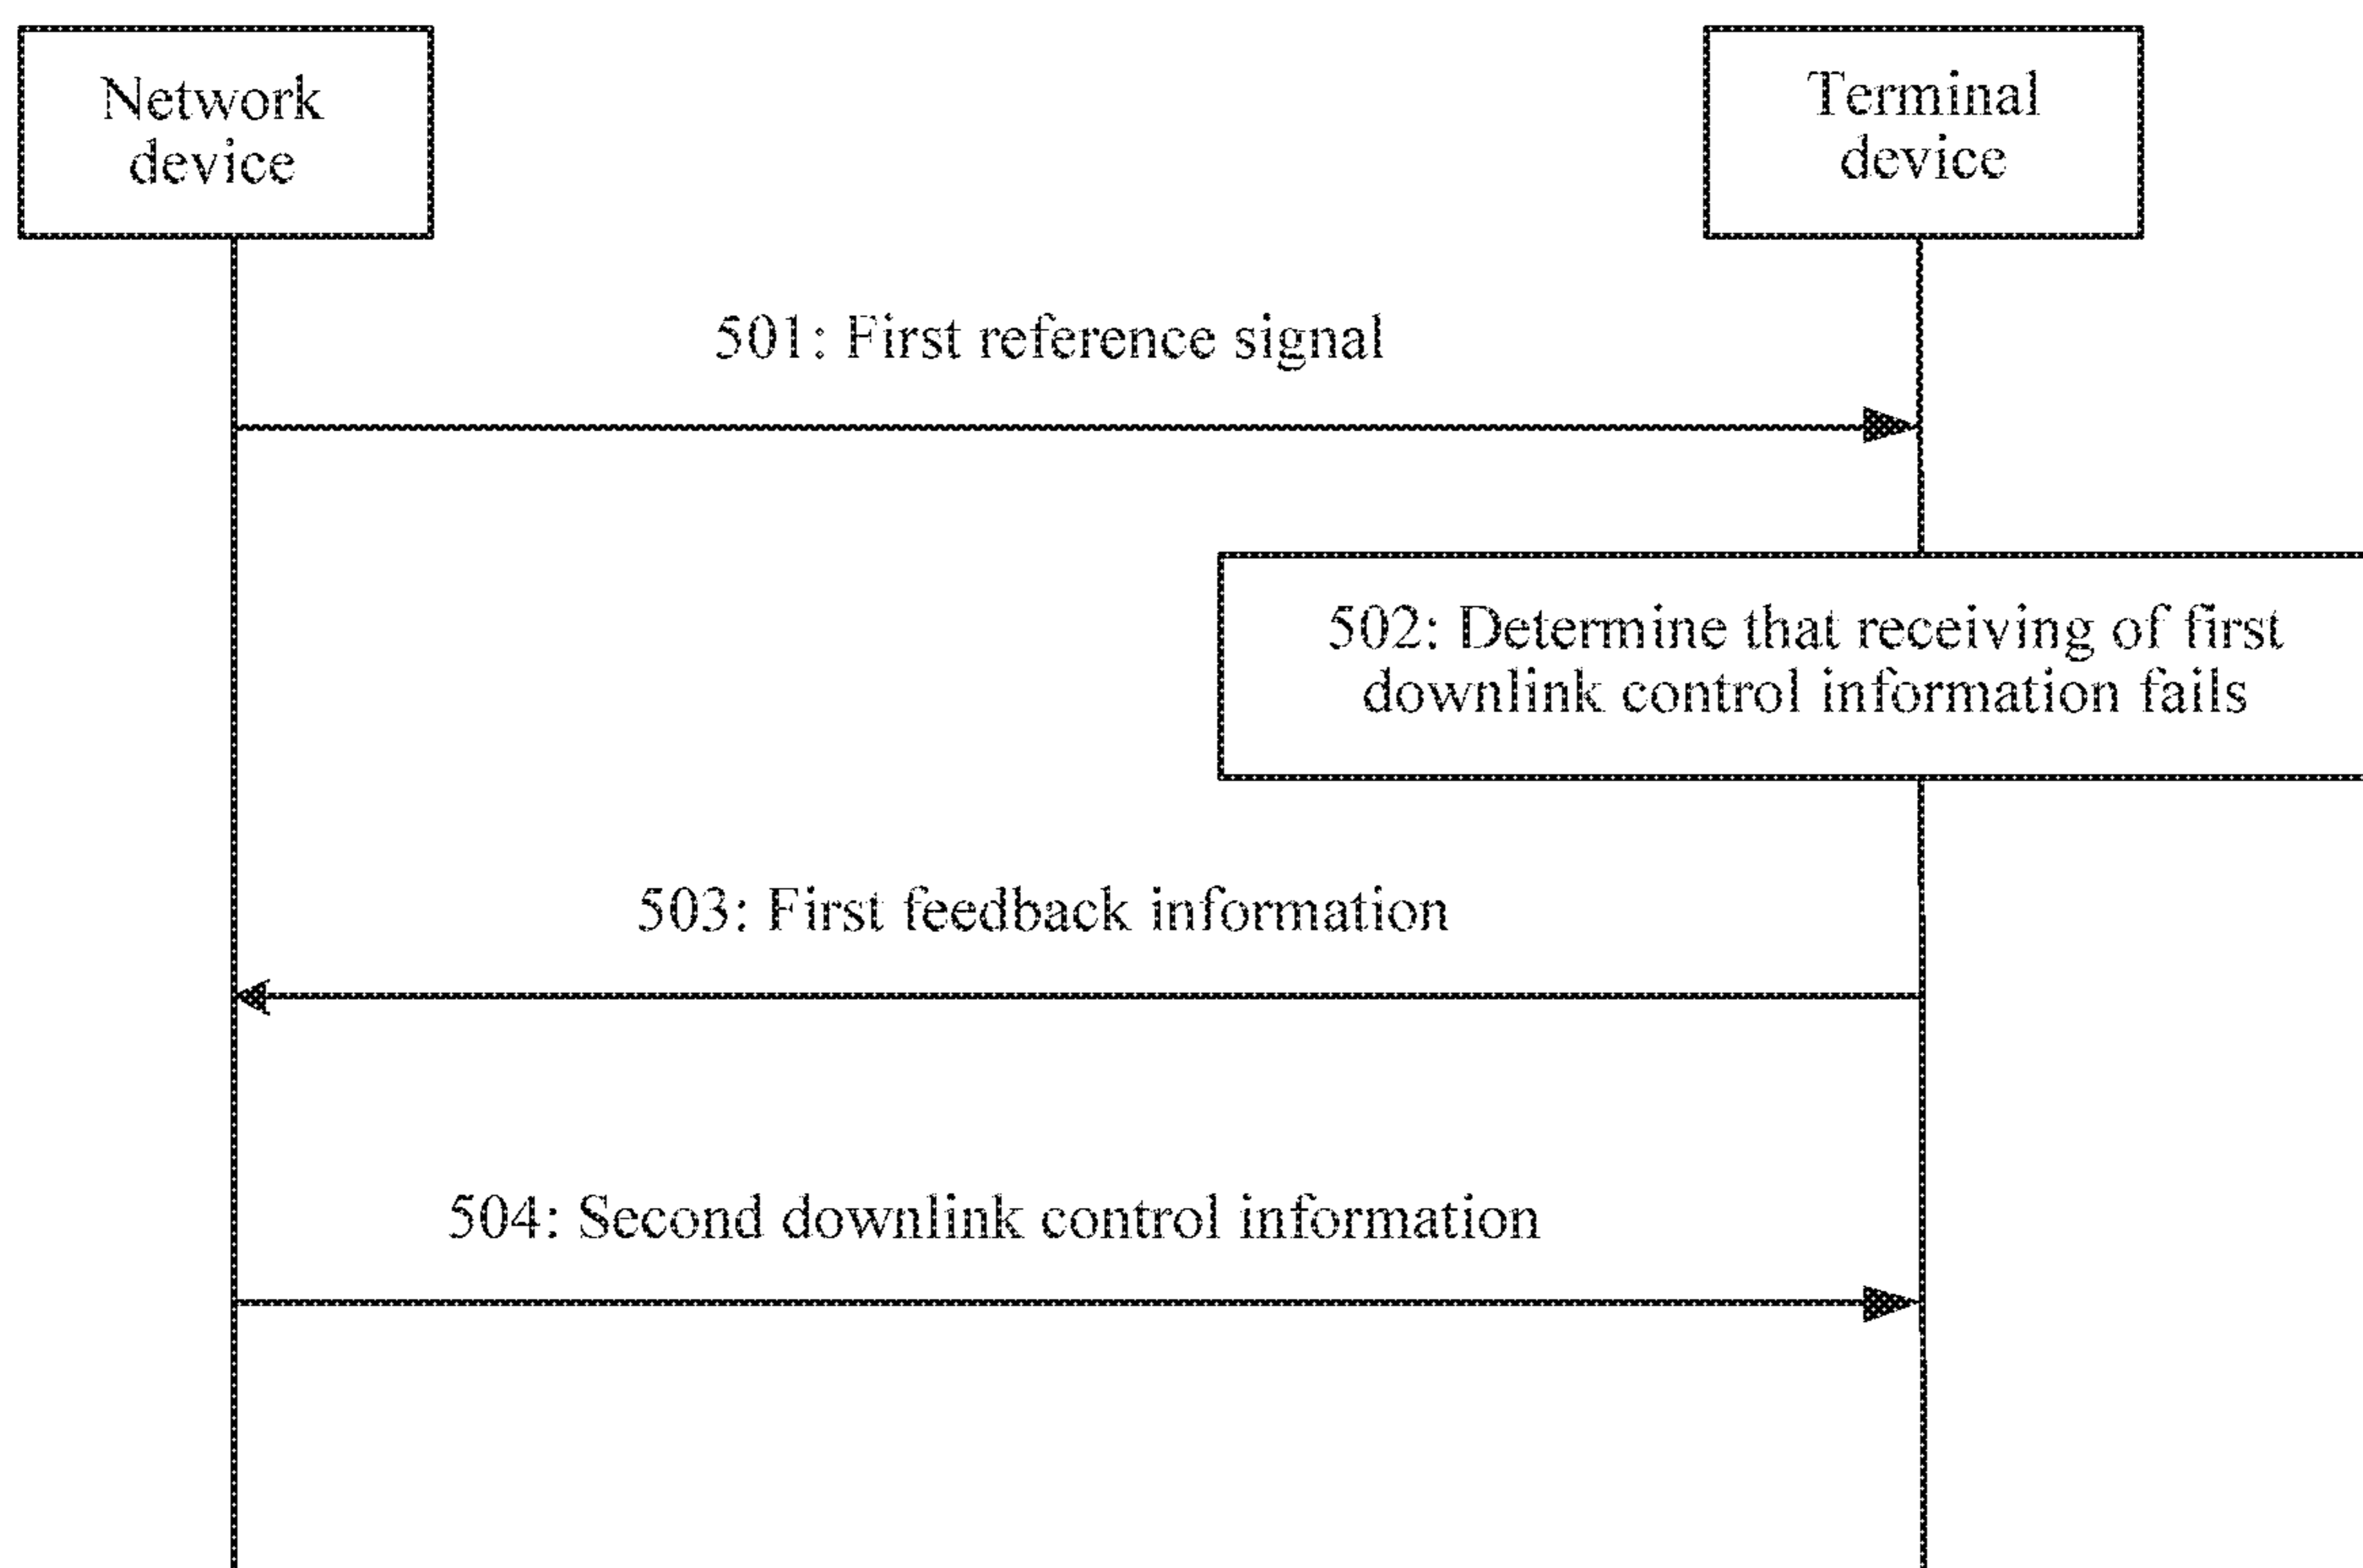 Network
device
Terminal
device
501: First reference signal
502: Determine that receiving of first
downlink control information fails
503: First feedback information
504: Second downlink control information